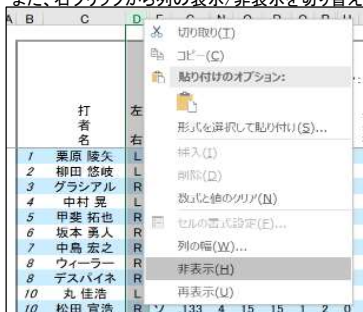 また、右クリックから列の表示/非表示を切り替え
A B C D
打者名 左右
1 栗原 陵矢 L
2 柳田 悠岐 L
3 グラシアル R
4 中村 晃 L
5 甲斐 拓也 R
6 坂本 勇人 R
7 中島 宏之 R
8 ウィーラー R
8 デスパイネ R
10 丸 佳浩 L
10 松田 宣浩 R ソ 133 4 15 15 1 2 0
切り取り(T)
コピー(C)
貼り付けのオプション:
形式を選択して貼り付け(S)...
挿入(I)
削除(D)
数式と値のクリア(N)
セルの書式設定(F)...
列の幅(W)...
非表示(H)
再表示(U)